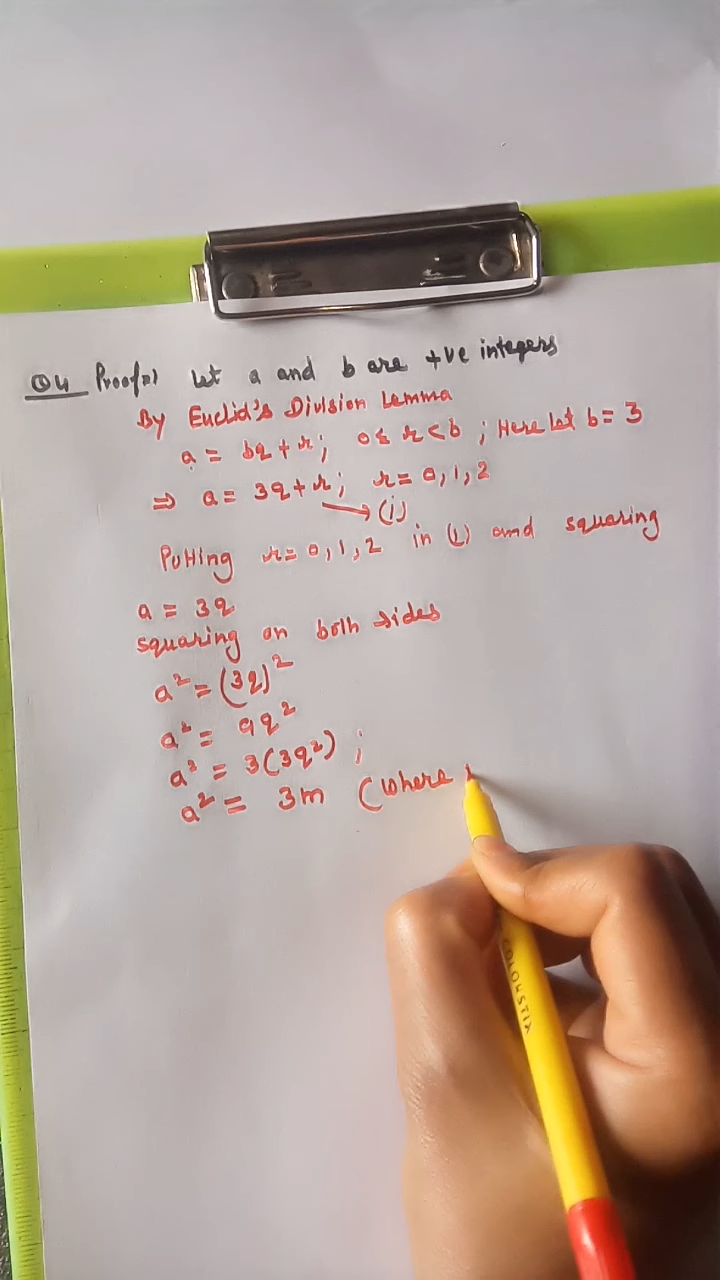 Q4 Proof(=) Let a and b are +ve integers
By Euclid's Division Lemma
a = bq + r; 0 ≤ r < b ; Here let b = 3
⇒ a = 3q + r; r = 0, 1, 2
→ (i)
Putting r = 0, 1, 2 in (i) and squaring
a = 3q
squaring on both sides
a² = (3q)²
a² = 9q²
a² = 3(3q²) ;
a² = 3m (where
COLOUSTIX